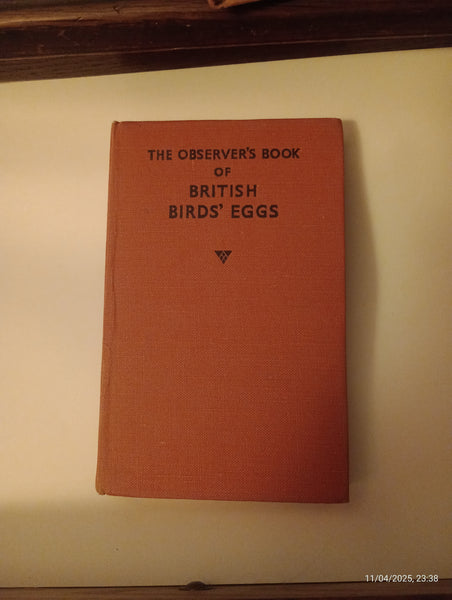 THE OBSERVER'S BOOK
OF
BRITISH
BIRDS' EGGS
11/04/2025, 23:38